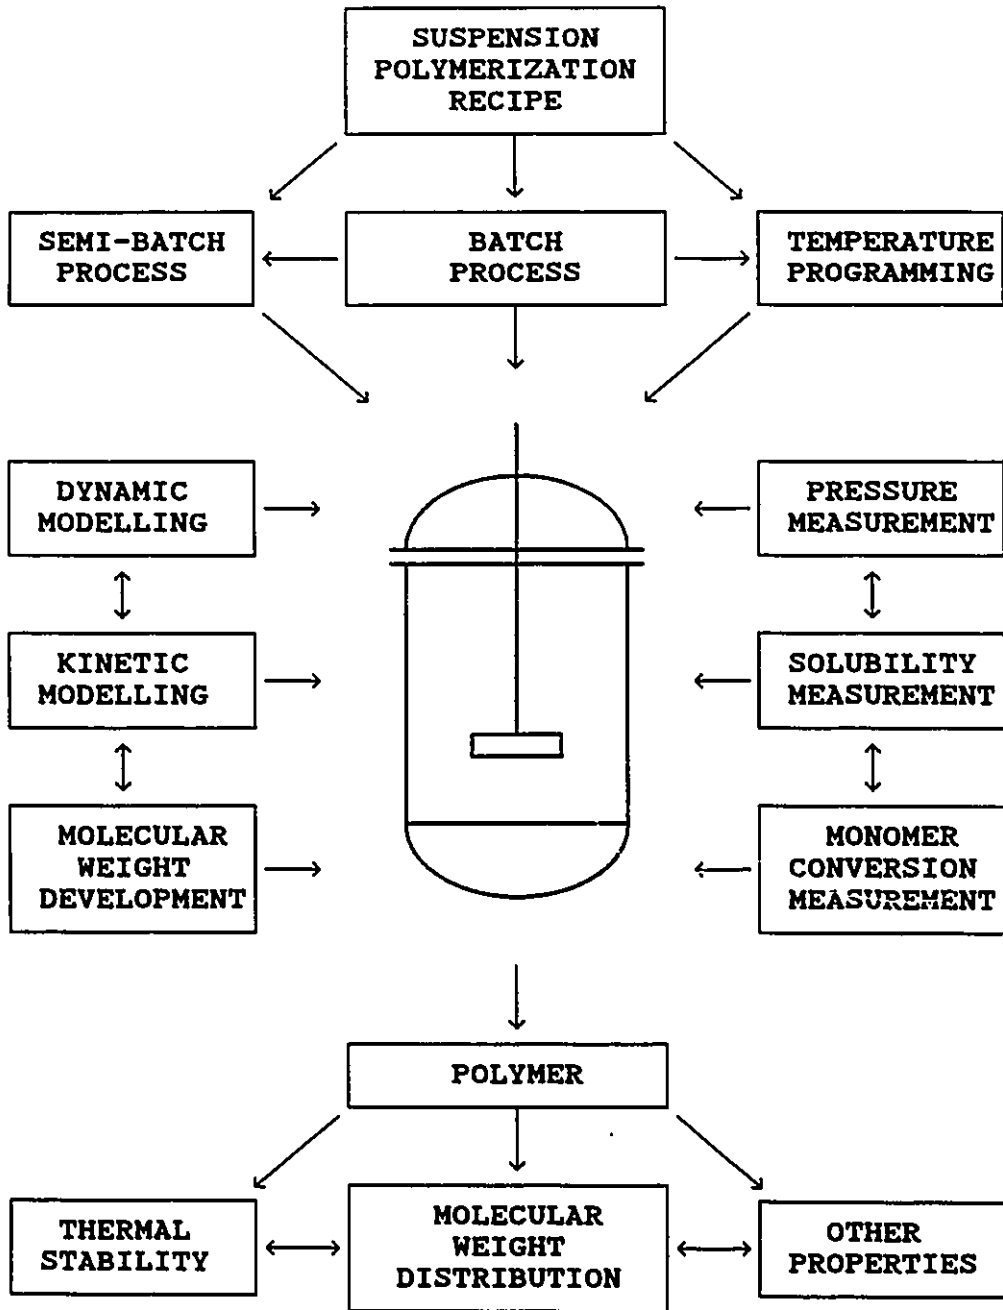 SUSPENSION
POLYMERIZATION
RECIPE
SEMI-BATCH
PROCESS
BATCH
PROCESS
TEMPERATURE
PROGRAMMING
DYNAMIC
MODELLING
PRESSURE
MEASUREMENT
KINETIC
MODELLING
SOLUBILITY
MEASUREMENT
MOLECULAR
WEIGHT
DEVELOPMENT
MONOMER
CONVERSION
MEASUREMENT
POLYMER
THERMAL
STABILITY
MOLECULAR
WEIGHT
DISTRIBUTION
OTHER
PROPERTIES